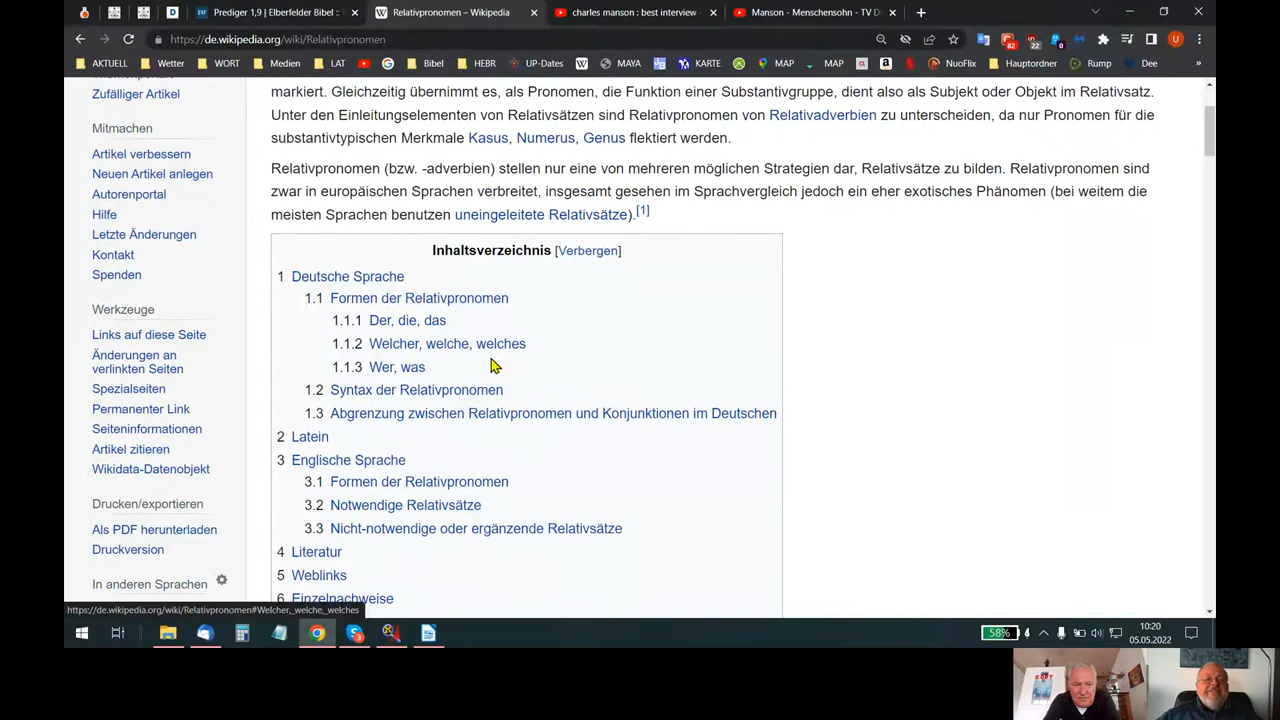 Prediger 1,9 | Elberfelder Bibel ::
Relativpronomen – Wikipedia
charles manson : best interview -
Manson - Menschensohn - TV D
https://de.wikipedia.org/wiki/Relativpronomen
82
22
0
U
AKTUELL
Wetter
WORT
Medien
LAT
Bibel
HEBR
UP-Dates
MAYA
KARTE
MAP
MAP
NuoFlix
Hauptordner
Rump
Dee
»
Zufälliger Artikel
Mitmachen
Artikel verbessern
Neuen Artikel anlegen
Autorenportal
Hilfe
Letzte Änderungen
Kontakt
Spenden
Werkzeuge
Links auf diese Seite
Änderungen an
verlinkten Seiten
Spezialseiten
Permanenter Link
Seiteninformationen
Artikel zitieren
Wikidata-Datenobjekt
Drucken/exportieren
Als PDF herunterladen
Druckversion
In anderen Sprachen
markiert. Gleichzeitig übernimmt es, als Pronomen, die Funktion einer Substantivgruppe, dient also als Subjekt oder Objekt im Relativsatz.
Unter den Einleitungselementen von Relativsätzen sind Relativpronomen von Relativadverbien zu unterscheiden, da nur Pronomen für die
substantivtypischen Merkmale Kasus, Numerus, Genus flektiert werden.
Relativpronomen (bzw. -adverbien) stellen nur eine von mehreren möglichen Strategien dar, Relativsätze zu bilden. Relativpronomen sind
zwar in europäischen Sprachen verbreitet, insgesamt gesehen im Sprachvergleich jedoch ein eher exotisches Phänomen (bei weitem die
meisten Sprachen benutzen uneingeleitete Relativsätze).[1]
Inhaltsverzeichnis [Verbergen]
1 Deutsche Sprache
1.1 Formen der Relativpronomen
1.1.1 Der, die, das
1.1.2 Welcher, welche, welches
1.1.3 Wer, was
1.2 Syntax der Relativpronomen
1.3 Abgrenzung zwischen Relativpronomen und Konjunktionen im Deutschen
2 Latein
3 Englische Sprache
3.1 Formen der Relativpronomen
3.2 Notwendige Relativsätze
3.3 Nicht-notwendige oder ergänzende Relativsätze
4 Literatur
5 Weblinks
6 Einzelnachweise
https://de.wikipedia.org/wiki/Relativpronomen#Welcher,_welche,_welches
58%
10:20
05.05.2022